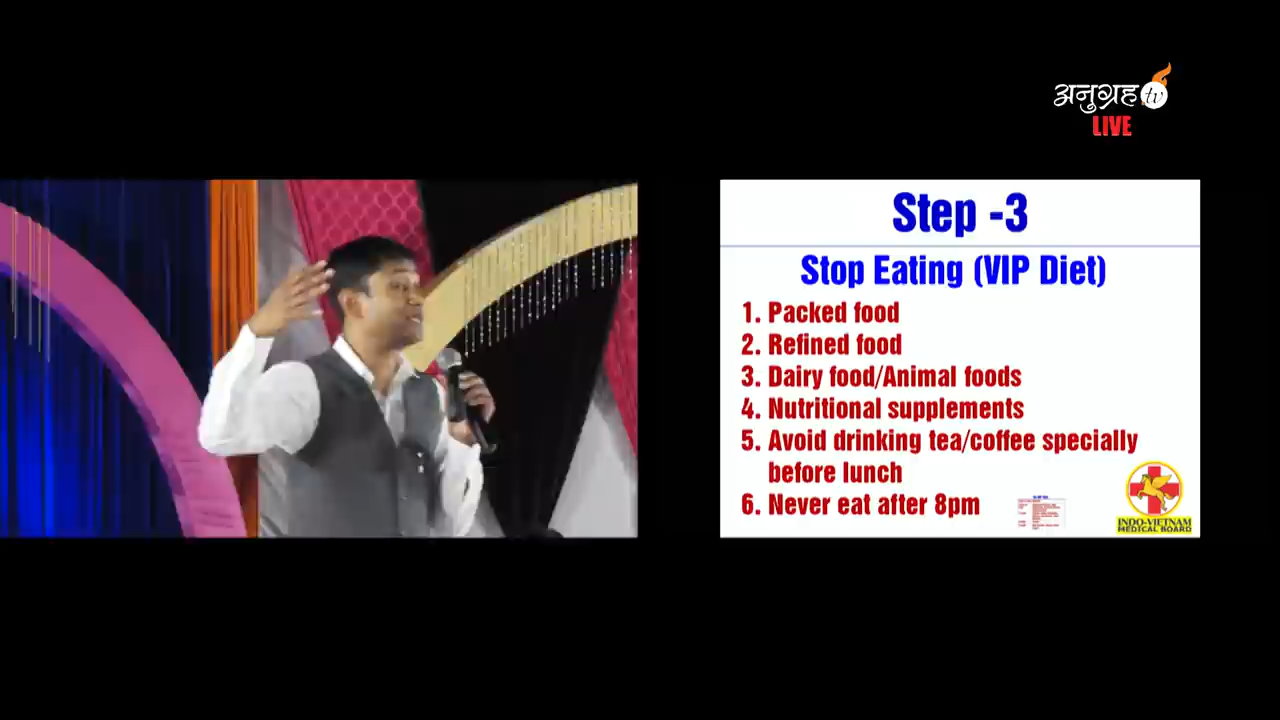 अनुग्रह tv
LIVE
Step -3
Stop Eating (VIP Diet)
1. Packed food
2. Refined food
3. Dairy food/Animal foods
4. Nutritional supplements
5. Avoid drinking tea/coffee specially
before lunch
6. Never eat after 8pm
INDO-VIETNAM
MEDICAL BOARD